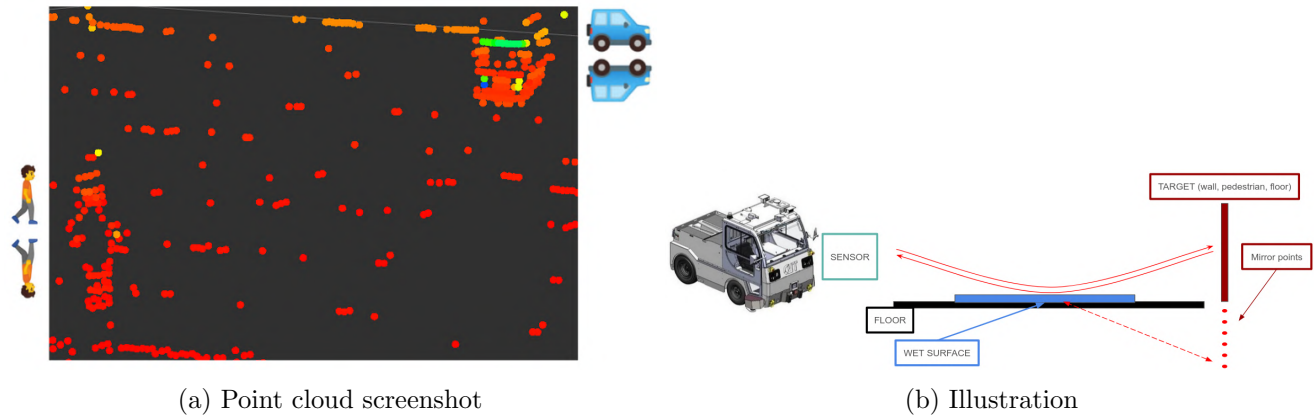 TARGET (wall, pedestrian, floor)
SENSOR
Mirror points
FLOOR
WET SURFACE
(a) Point cloud screenshot
(b) Illustration